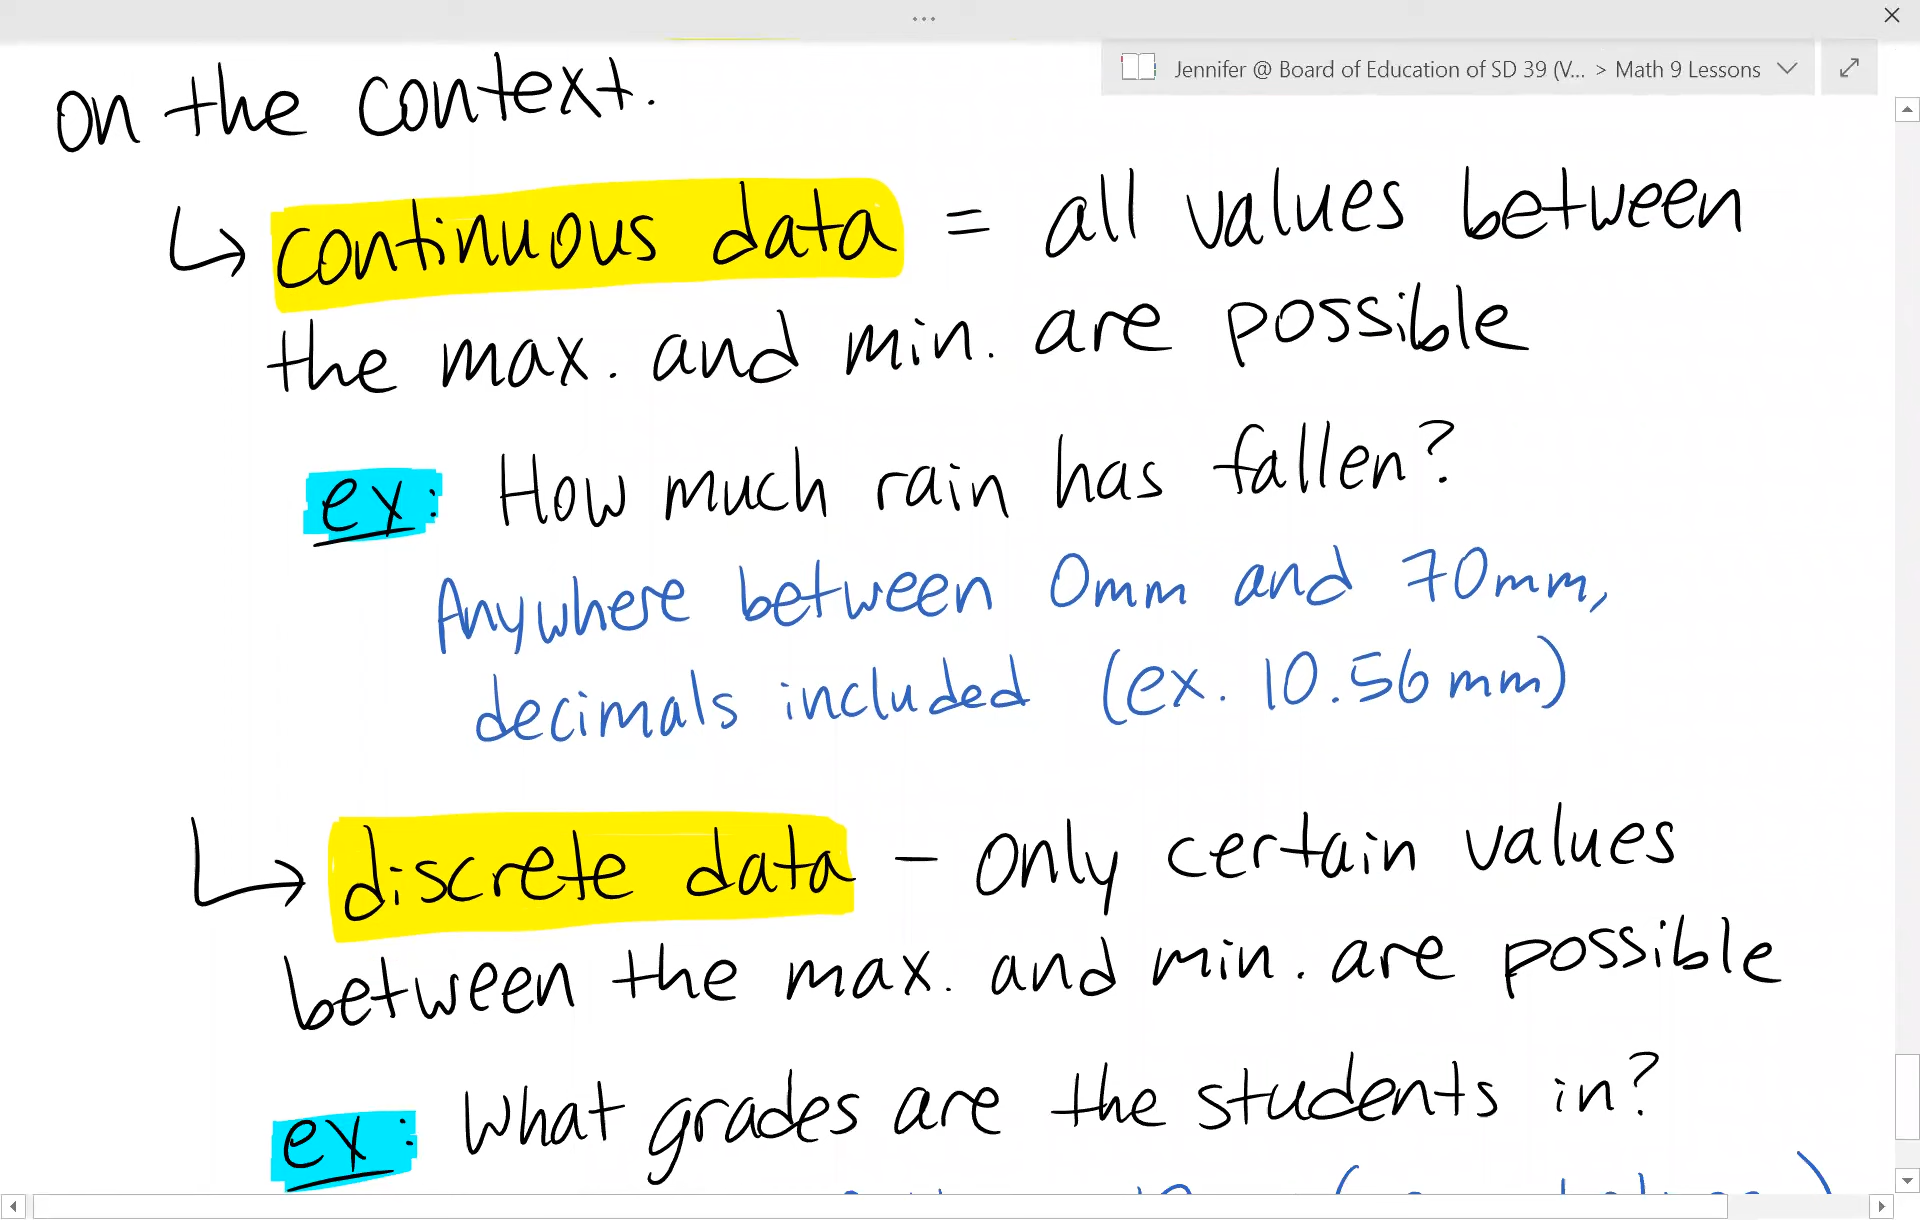 Jennifer @ Board of Education of SD 39 (V... > Math 9 Lessons
on the context.
↳ continuous data = all values between
the max. and min. are possible
ex: How much rain has fallen?
Anywhere between 0mm and 70mm,
decimals included (ex. 10.56mm)
↳ discrete data – only certain values
between the max. and min. are possible
ex: What grades are the students in?